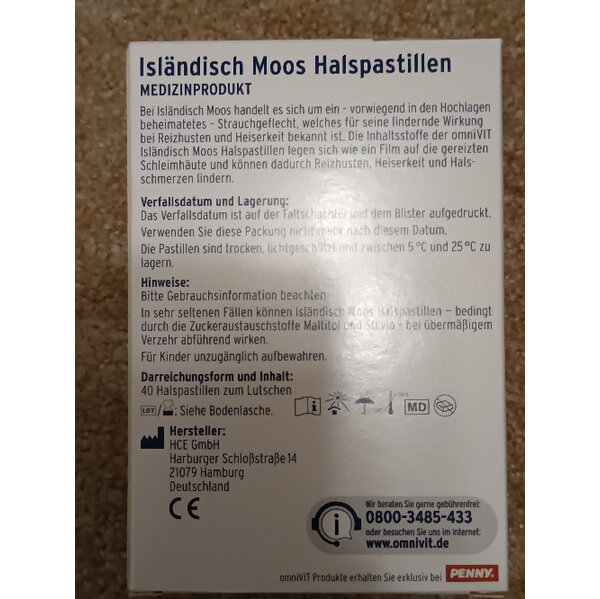 Isländisch Moos Halspastillen
MEDIZINPRODUKT
Bei Isländisch Moos handelt es sich um ein - vorwiegend in den Hochlagen
beheimatetes - Strauchgeflecht, welches für seine lindernde Wirkung
bei Reizhusten und Heiserkeit bekannt ist. Die Inhaltsstoffe der omniVIT
Isländisch Moos Halspastillen legen sich wie ein Film auf die gereizten
Schleimhäute und können dadurch Reizhusten, Heiserkeit und Hals-
schmerzen lindern.
Verfallsdatum und Lagerung:
Das Verfallsdatum ist auf der Faltschachtel und dem Blister aufgedruckt.
Verwenden Sie diese Packung nicht mehr nach diesem Datum.
Die Pastillen sind trocken, lichtgeschützt und zwischen 5 °C und 25 °C zu
lagern.
Hinweise:
Bitte Gebrauchsinformation beachten
In sehr seltenen Fällen können Isländisch Moos Halspastillen – bedingt
durch die Zuckeraustauschstoffe Maltitol und Stevia - bei übermäßigem
Verzehr abführend wirken.
Für Kinder unzugänglich aufbewahren.
Darreichungsform und Inhalt:
40 Halspastillen zum Lutschen
LOT / : Siehe Bodenlasche.
MD
Hersteller:
HCE GmbH
Harburger Schloßstraße 14
21079 Hamburg
Deutschland
CE
Wir beraten Sie gerne gebührenfrei:
0800-3485-433
oder besuchen Sie uns im Internet:
www.omnivit.de
omniVIT Produkte erhalten Sie exklusiv bei PENNY.